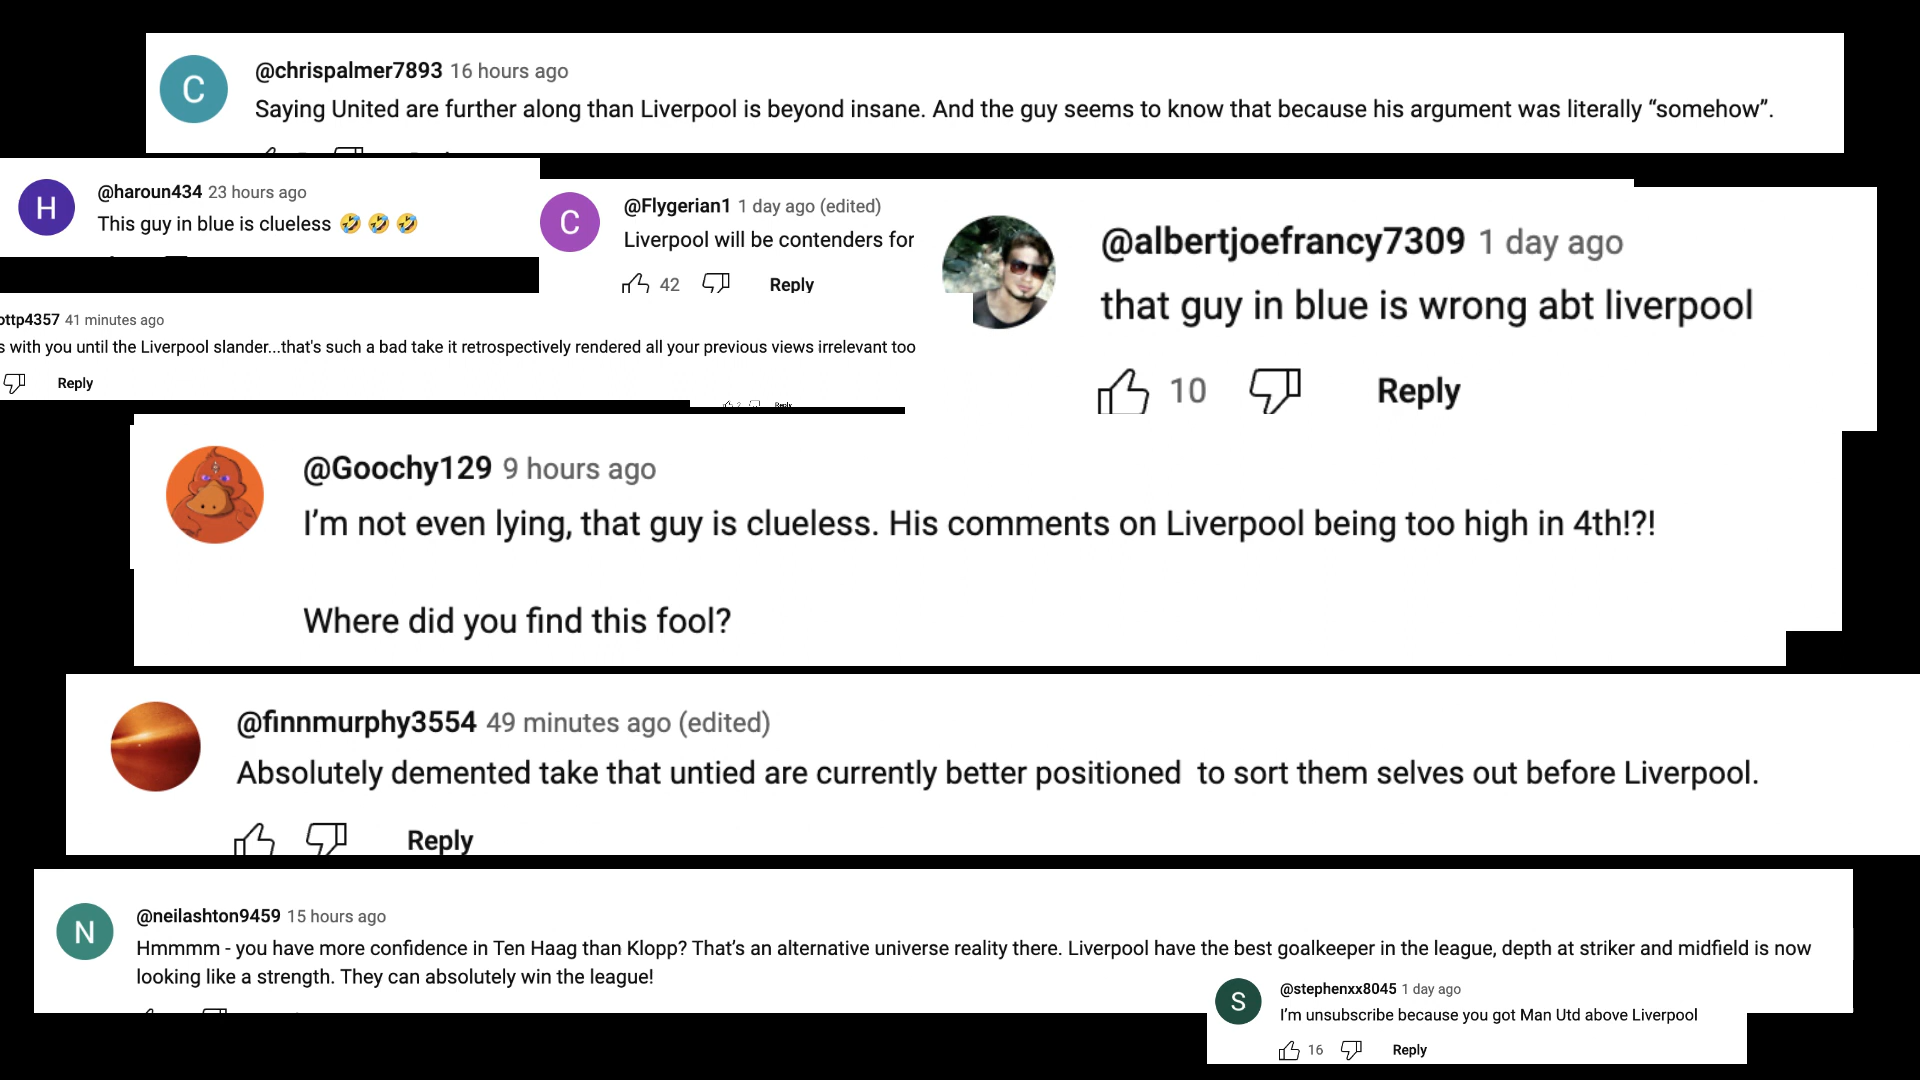 C
@chrispalmer7893 16 hours ago
Saying United are further along than Liverpool is beyond insane. And the guy seems to know that because his argument was literally “somehow”.
H
@haroun434 23 hours ago
This guy in blue is clueless 🤣 🤣 🤣
C
@Flygerian1 1 day ago (edited)
Liverpool will be contenders for
42 Reply
@albertjoefrancy7309 1 day ago
that guy in blue is wrong abt liverpool
10 Reply
ottp4357 41 minutes ago
s with you until the Liverpool slander...that's such a bad take it retrospectively rendered all your previous views irrelevant too
Reply
2 Reply
@Goochy129 9 hours ago
I’m not even lying, that guy is clueless. His comments on Liverpool being too high in 4th!?!
Where did you find this fool?
@finnmurphy3554 49 minutes ago (edited)
Absolutely demented take that untied are currently better positioned to sort them selves out before Liverpool.
Reply
N
@neilashton9459 15 hours ago
Hmmmm - you have more confidence in Ten Haag than Klopp? That’s an alternative universe reality there. Liverpool have the best goalkeeper in the league, depth at striker and midfield is now
looking like a strength. They can absolutely win the league!
S
@stephenxx8045 1 day ago
I’m unsubscribe because you got Man Utd above Liverpool
16 Reply